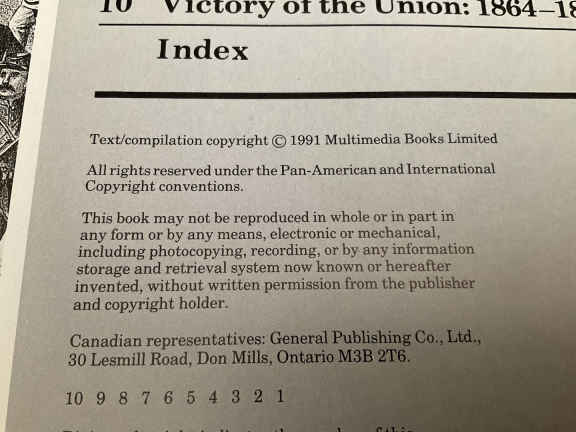 10 Victory of the Union: 1864–18
Index
Text/compilation copyright © 1991 Multimedia Books Limited
All rights reserved under the Pan-American and International
Copyright conventions.
This book may not be reproduced in whole or in part in
any form or by any means, electronic or mechanical,
including photocopying, recording, or by any information
storage and retrieval system now known or hereafter
invented, without written permission from the publisher
and copyright holder.
Canadian representatives: General Publishing Co., Ltd.,
30 Lesmill Road, Don Mills, Ontario M3B 2T6.
10 9 8 7 6 5 4 3 2 1